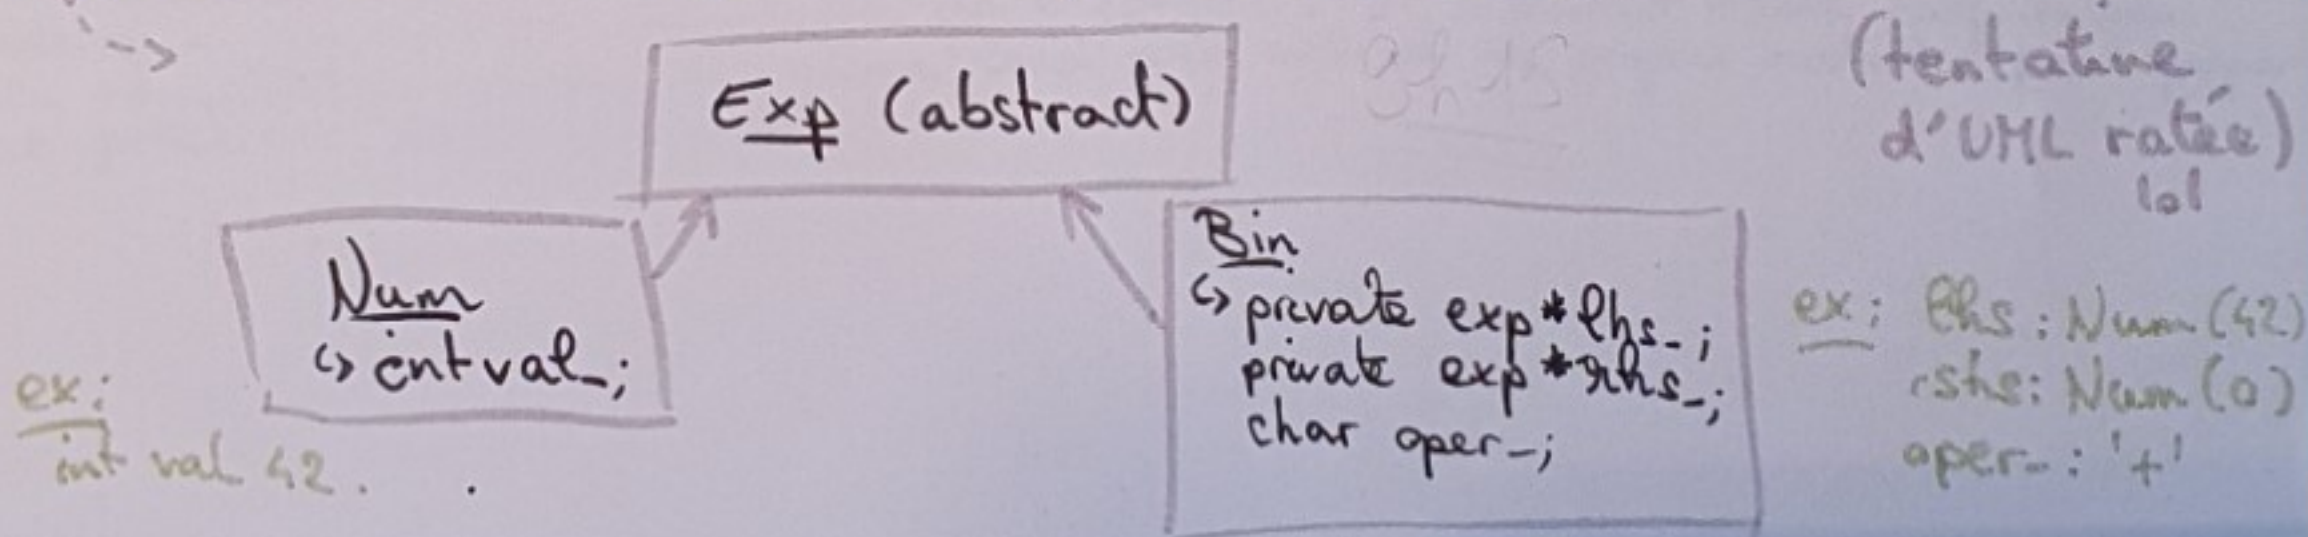 Exp (abstract)
(tentative
d'UML ratée)
lol
Num
↳ int val_;
ex:
int val 42.
Bin
↳ private exp * lhs_;
private exp * rhs_;
char oper_;
ex: lhs: Num(42)
rshs: Num(0)
oper_: '+'